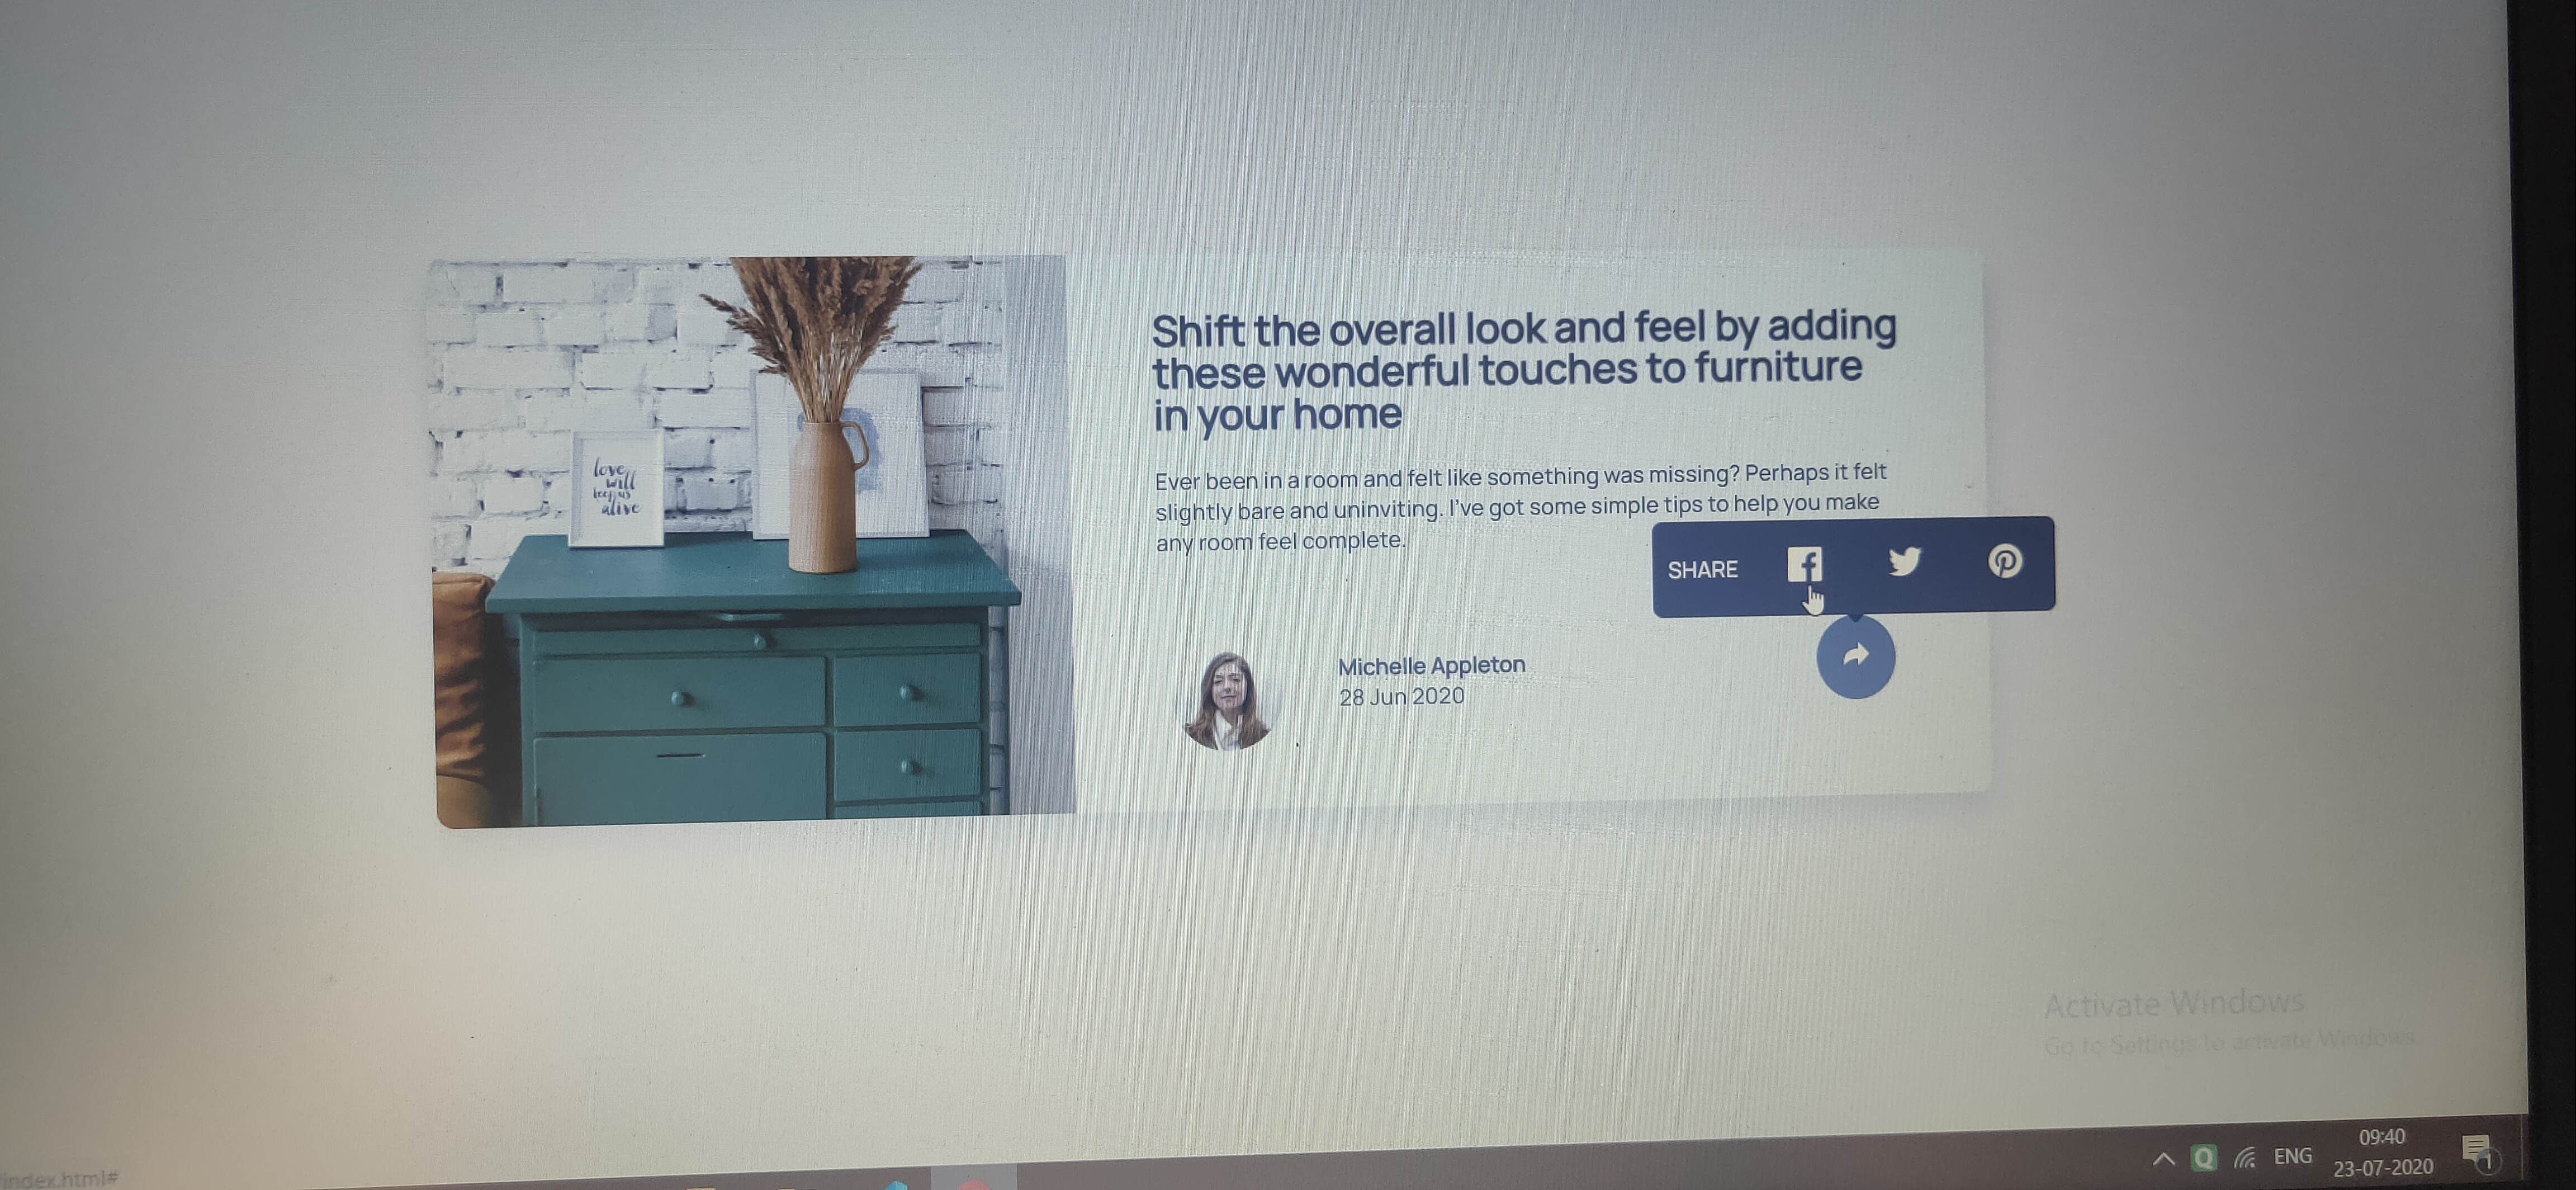 Shift the overall look and feel by adding
these wonderful touches to furniture
in your home
Ever been in a room and felt like something was missing? Perhaps it felt
slightly bare and uninviting. I've got some simple tips to help you make
any room feel complete.
love
will
keep us
alive
SHARE
Michelle Appleton
28 Jun 2020
Activate Windows
Go to Settings to activate Windows
/index.html#
ENG
09:40
23-07-2020
1